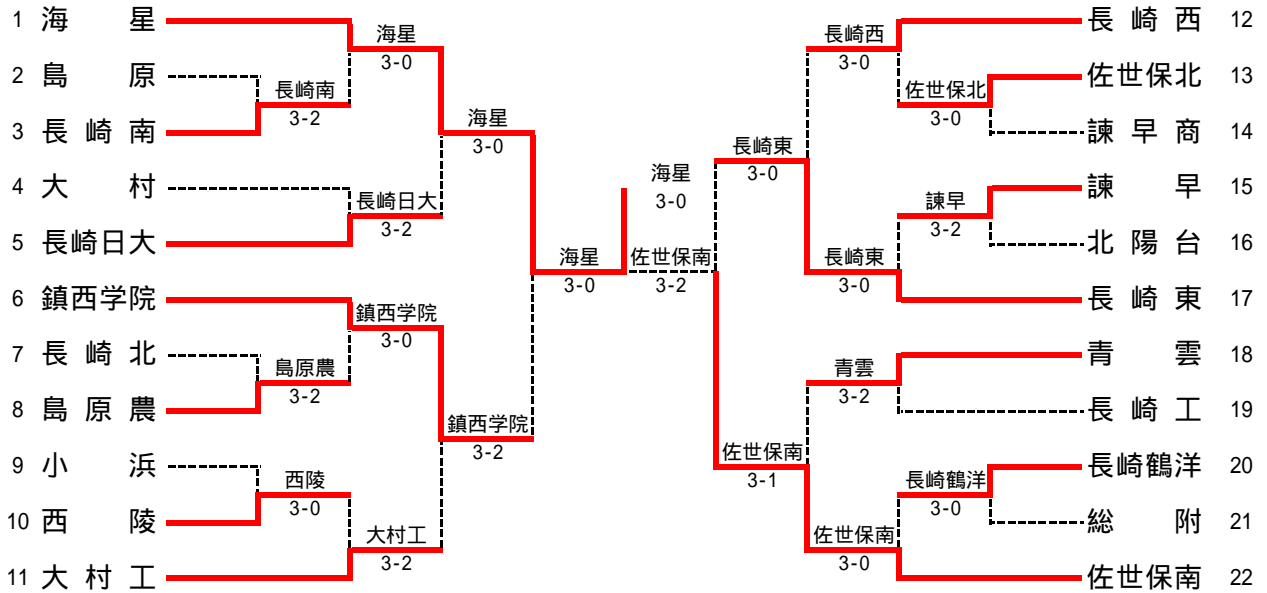 1 海星
2 島原
3 長崎南
4 大村
5 長崎日大
6 鎮西学院
7 長崎北
8 島原農
9 小浜
10 西陵
11 大村工
長崎南
3-2
島原農
3-2
西陵
3-0
海星
3-0
長崎日大
3-2
鎮西学院
3-0
大村工
3-2
海星
3-0
鎮西学院
3-2
海星
3-0
海星
3-0
佐世保南
3-2
長崎東
3-0
佐世保南
3-1
長崎西
3-0
長崎東
3-0
青雲
3-2
佐世保南
3-0
佐世保北
3-0
諫早
3-2
長崎鶴洋
3-0
長崎西 12
佐世保北 13
諫早商 14
諫早 15
北陽台 16
長崎東 17
青雲 18
長崎工 19
長崎鶴洋 20
総附 21
佐世保南 22